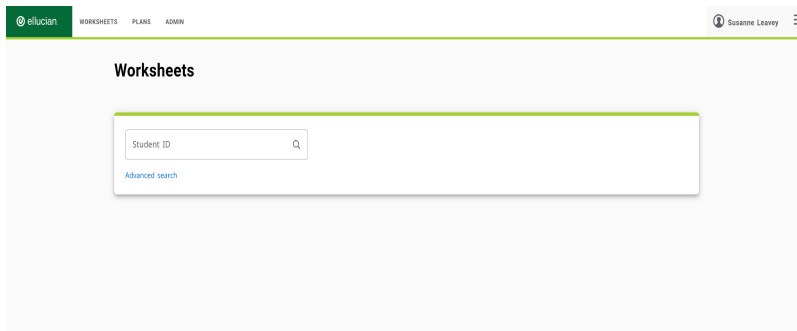 ellucian WORKSHEETS PLANS ADMIN Susanne Leavey
Worksheets
Student ID
Advanced search